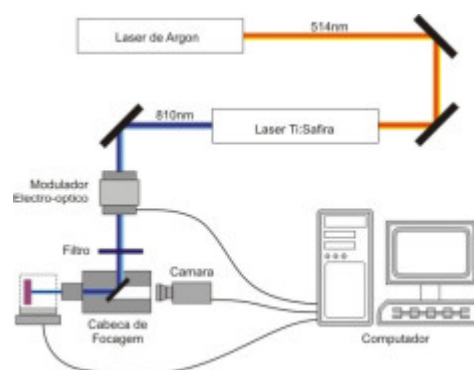 Laser de Argon
514nm
810nm
Laser Ti:Safira
Modulador
Electro-optico
Filtro
Camara
Cabeca de
Focagem
Computador